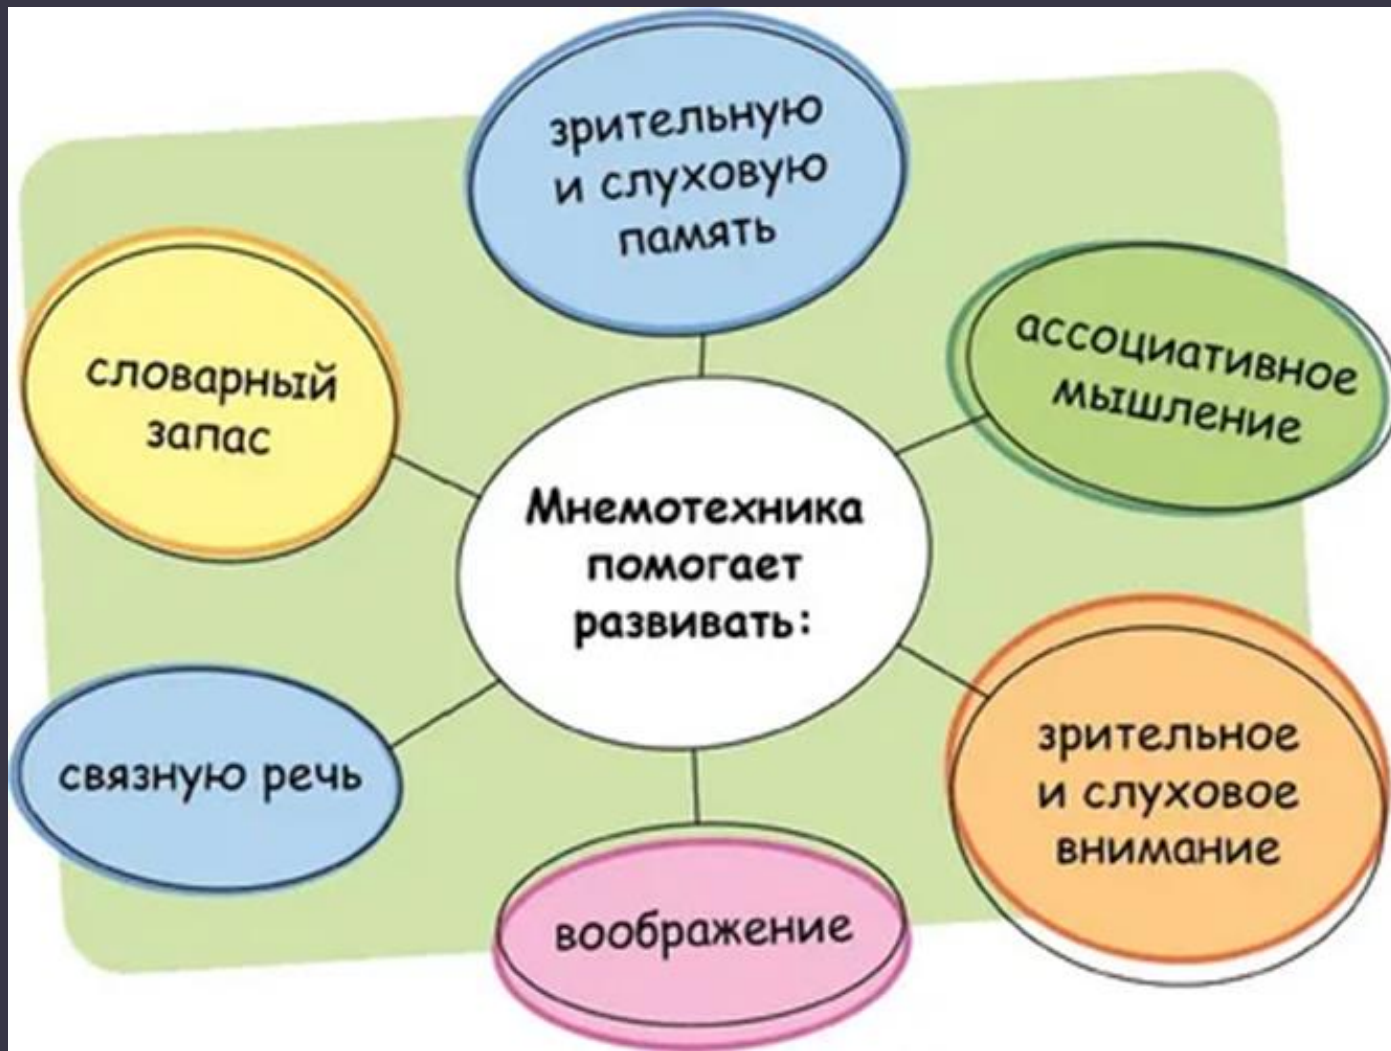 зрительную
и слуховую
память
ассоциативное
мышление
словарный
запас
Мнемотехника
помогает
развивать:
зрительное
и слуховое
внимание
связную речь
воображение